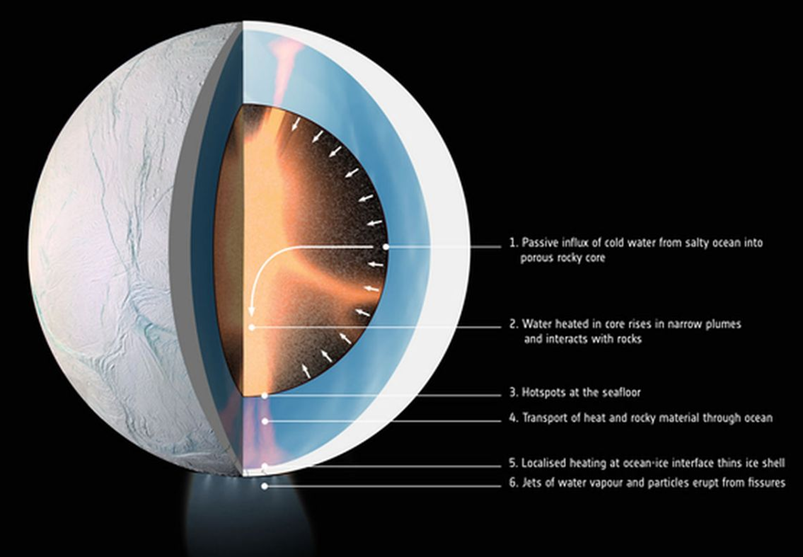 1. Passive influx of cold water from salty ocean into
porous rocky core
2. Water heated in core rises in narrow plumes
and interacts with rocks
3. Hotspots at the seafloor
4. Transport of heat and rocky material through ocean
5. Localised heating at ocean-ice interface thins ice shell
6. Jets of water vapour and particles erupt from fissures